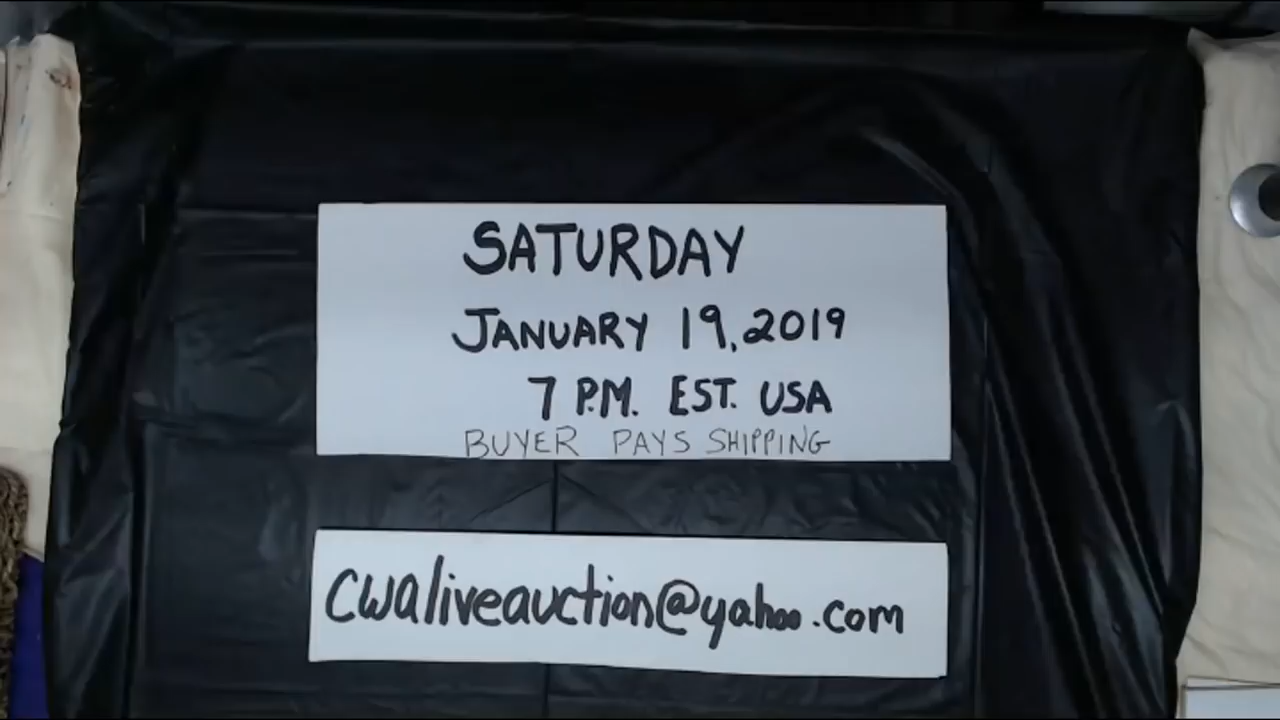 SATURDAY
JANUARY 19, 2019
7 P.M. EST. USA
BUYER PAYS SHIPPING
cwaliveauction@yahoo.com